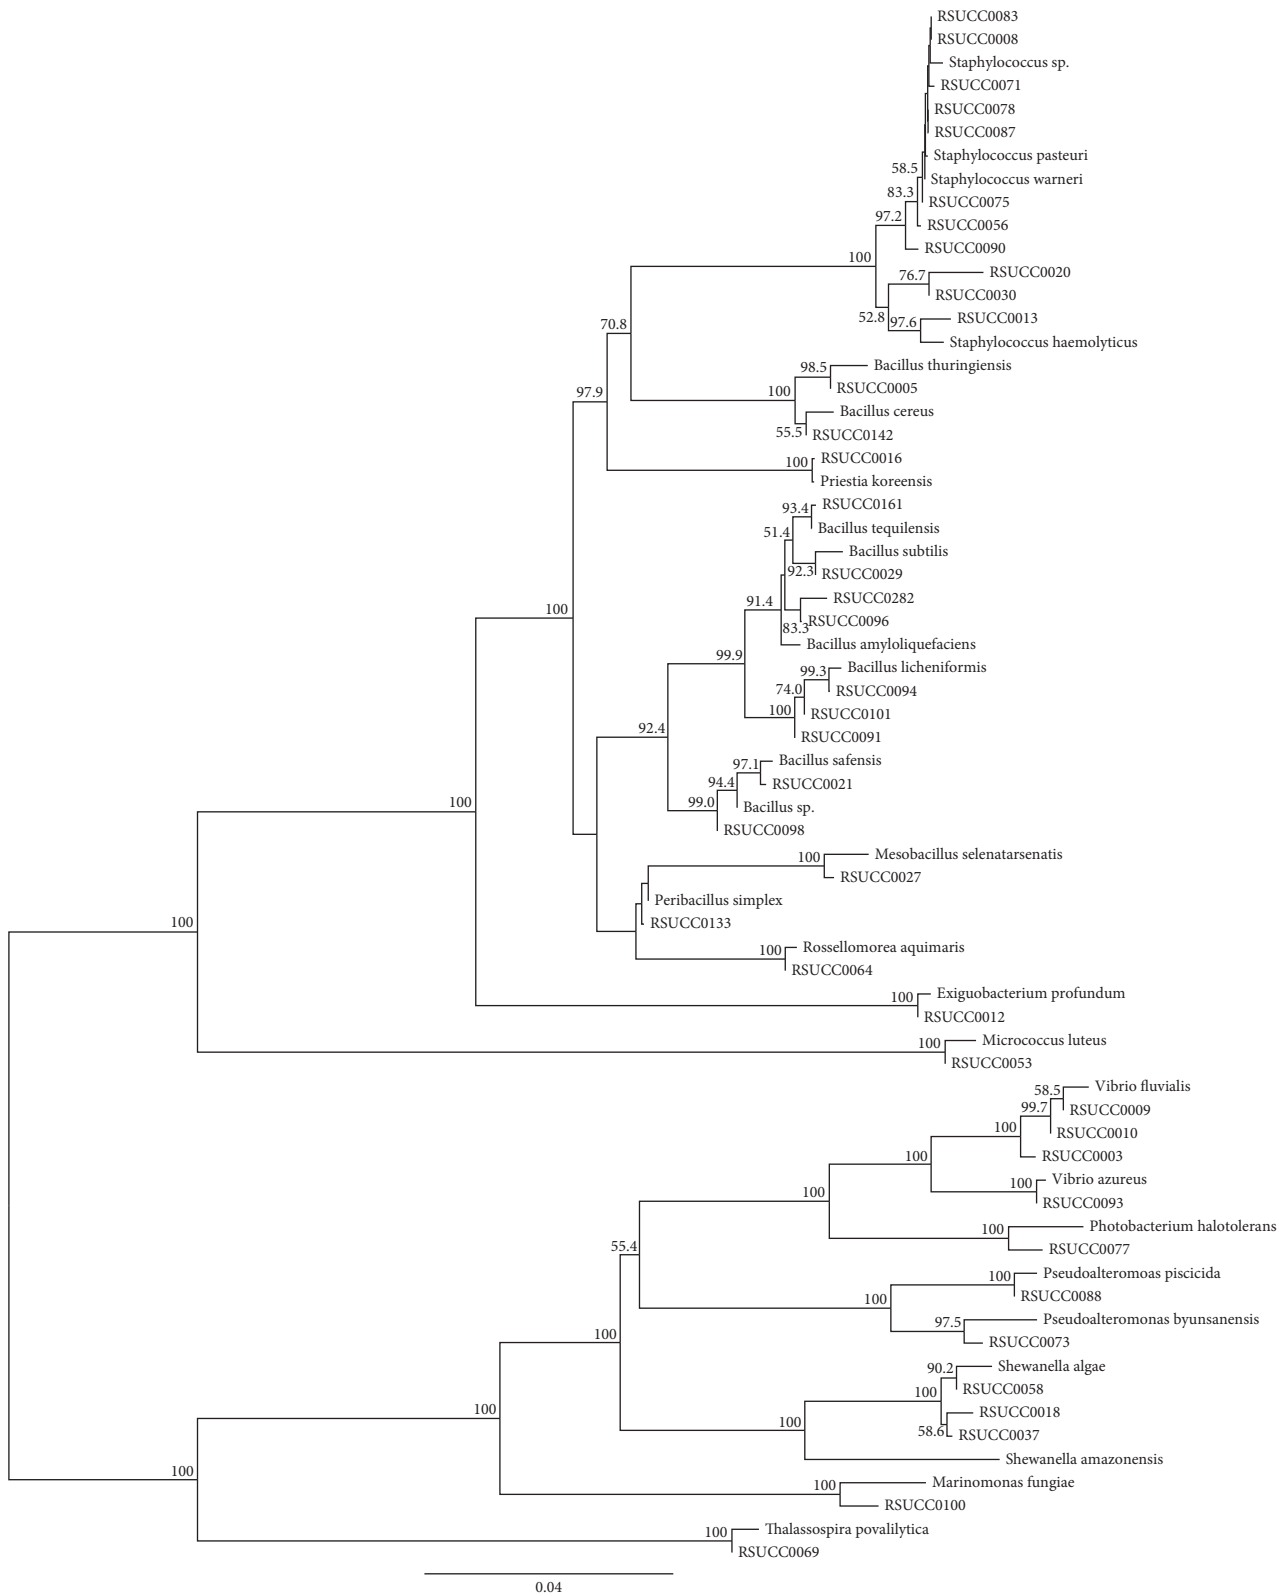 RSUCC0083
RSUCC0008
Staphylococcus sp.
RSUCC0071
RSUCC0078
RSUCC0087
Staphylococcus pasteuri
58.5
Staphylococcus warneri
83.3
RSUCC0075
97.2
RSUCC0056
RSUCC0090
100
76.7
RSUCC0020
RSUCC0030
52.8
97.6
RSUCC0013
70.8
Staphylococcus haemolyticus
98.5
Bacillus thuringiensis
97.9
100
RSUCC0005
Bacillus cereus
55.5
RSUCC0142
100
RSUCC0016
Priestia koreensis
93.4
RSUCC0161
51.4
Bacillus tequilensis
Bacillus subtilis
92.3
RSUCC0029
91.4
RSUCC0282
100
83.3
RSUCC0096
Bacillus amyloliquefaciens
99.9
99.3
Bacillus licheniformis
74.0
RSUCC0094
100
RSUCC0101
92.4
RSUCC0091
97.1
Bacillus safensis
94.4
RSUCC0021
99.0
Bacillus sp.
100
RSUCC0098
100
Mesobacillus selenatarsenatis
RSUCC0027
Peribacillus simplex
100
RSUCC0133
100
Rossellomorea aquimaris
RSUCC0064
100
Exiguobacterium profundum
RSUCC0012
100
Micrococcus luteus
RSUCC0053
58.5
Vibrio fluvialis
99.7
RSUCC0009
100
RSUCC0010
100
RSUCC0003
100
100
Vibrio azureus
RSUCC0093
100
Photobacterium halotolerans
55.4
RSUCC0077
100
Pseudoalteromoas piscicida
100
RSUCC0088
100
97.5
Pseudoalteromonas byunsanensis
RSUCC0073
90.2
Shewanella algae
100
RSUCC0058
100
100
RSUCC0018
58.6
RSUCC0037
100
Shewanella amazonensis
100
Marinomonas fungiae
RSUCC0100
100
Thalassospira povalilytica
RSUCC0069
0.04